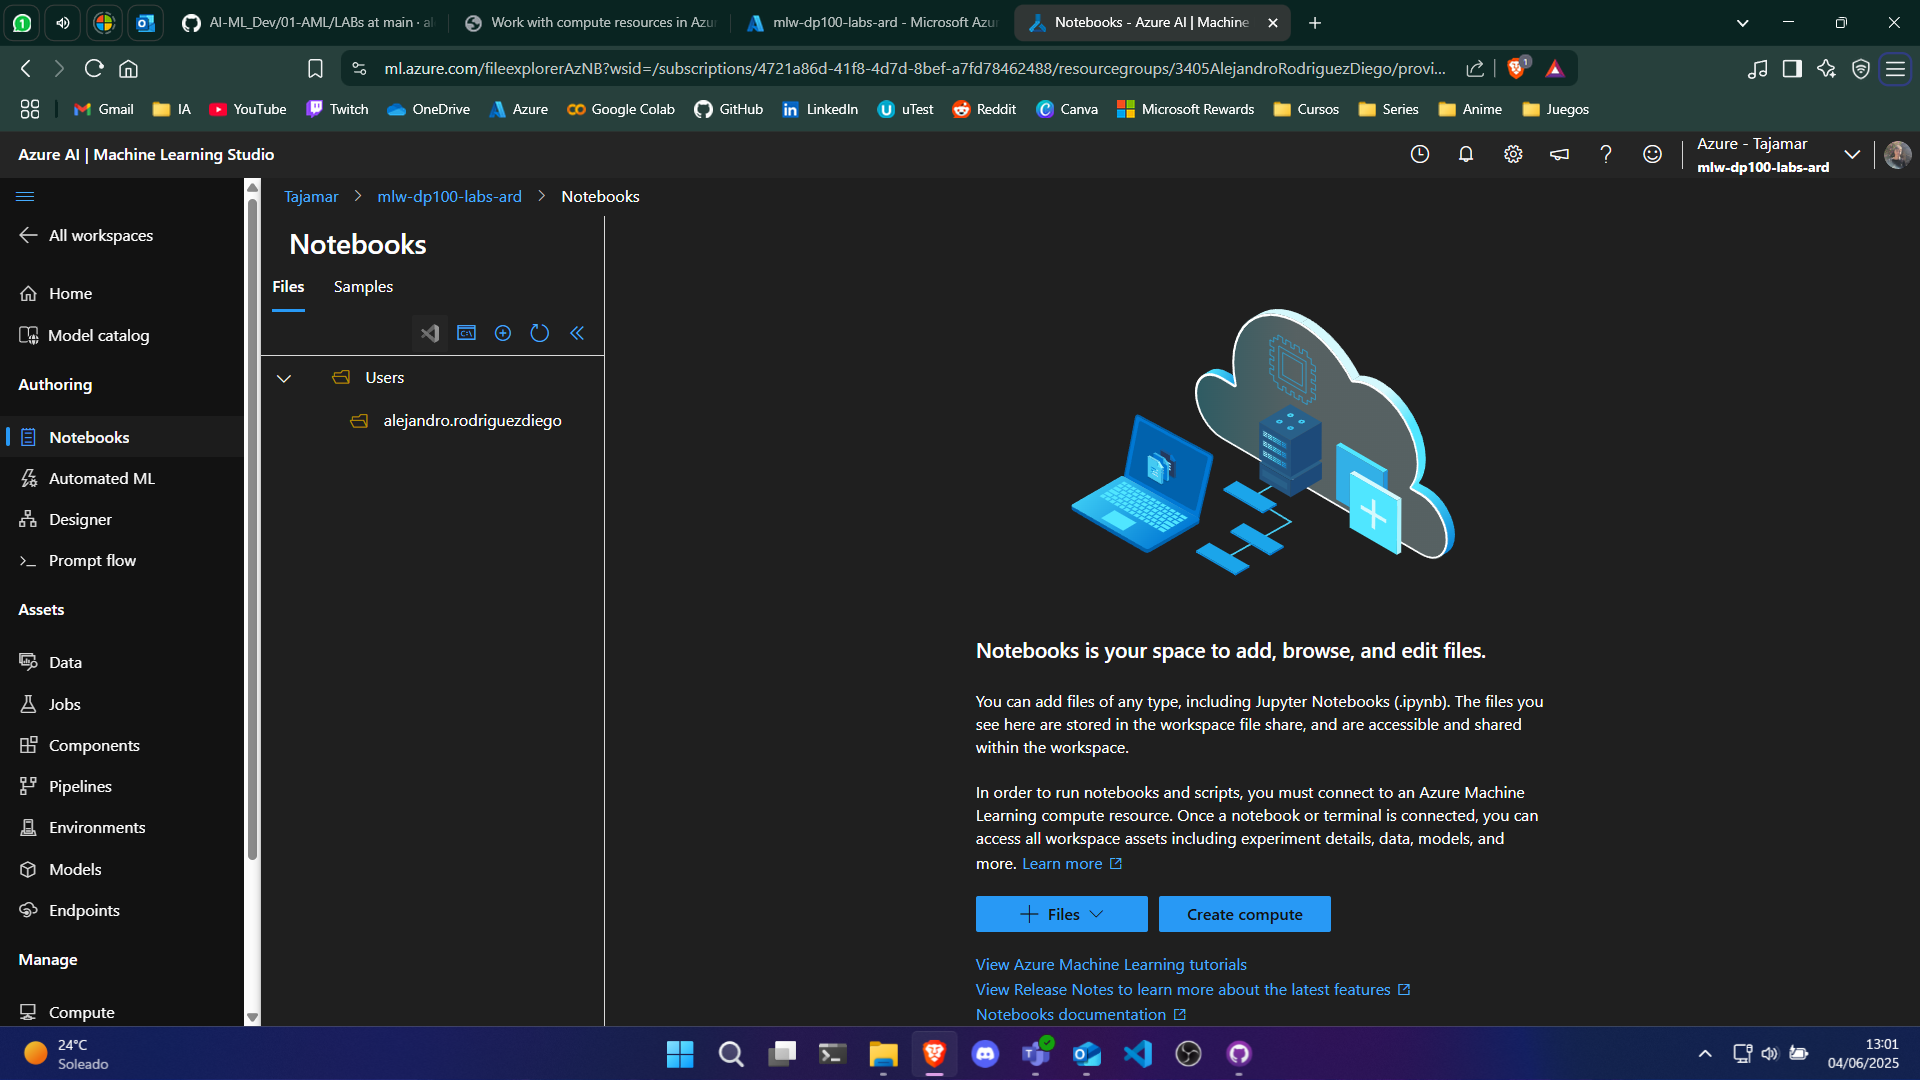 AI-ML_Dev/01-AML/LABs at main · al
Work with compute resources in Azu
mlw-dp100-labs-ard - Microsoft Azu
Notebooks - Azure AI | Machine
ml.azure.com/fileexplorerAzNB?wsid=/subscriptions/4721a86d-41f8-4d7d-8bef-a7fd78462488/resourcegroups/3405AlejandroRodriguezDiego/provi...
1
Gmail
IA
YouTube
Twitch
OneDrive
Azure
Google Colab
GitHub
LinkedIn
uTest
Reddit
Canva
Microsoft Rewards
Cursos
Series
Anime
Juegos
Azure AI | Machine Learning Studio
Azure - Tajamar
mlw-dp100-labs-ard
All workspaces
Home
Model catalog
Authoring
Notebooks
Automated ML
Designer
Prompt flow
Assets
Data
Jobs
Components
Pipelines
Environments
Models
Endpoints
Manage
Compute
Tajamar > mlw-dp100-labs-ard > Notebooks
Notebooks
Files
Samples
Users
alejandro.rodriguezdiego
Notebooks is your space to add, browse, and edit files.
You can add files of any type, including Jupyter Notebooks (.ipynb). The files you
see here are stored in the workspace file share, and are accessible and shared
within the workspace.
In order to run notebooks and scripts, you must connect to an Azure Machine
Learning compute resource. Once a notebook or terminal is connected, you can
access all workspace assets including experiment details, data, models, and
more. Learn more
Files
Create compute
View Azure Machine Learning tutorials
View Release Notes to learn more about the latest features
Notebooks documentation
24°C
Soleado
13:01
04/06/2025